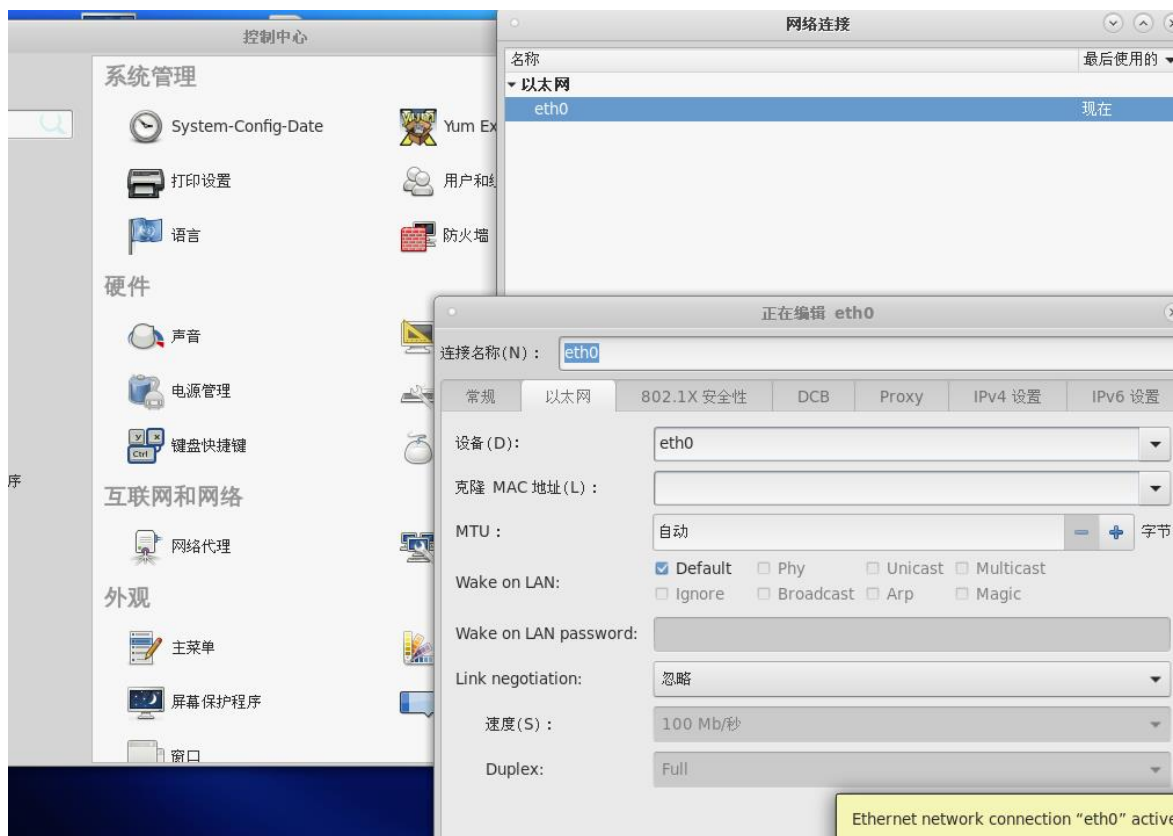 控制中心
系统管理
System-Config-Date
Yum Ex
打印设置
用户和
语言
防火墙
硬件
声音
电源管理
键盘快捷键
序
互联网和网络
网络代理
外观
主菜单
屏幕保护程序
窗口
网络连接
名称 最后使用的
以太网
eth0 现在
正在编辑 eth0
连接名称(N)： eth0
常规 以太网 802.1X 安全性 DCB Proxy IPv4 设置 IPv6 设置
设备(D): eth0
克隆 MAC 地址(L)：
MTU： 自动 字节
Wake on LAN: Default Phy Unicast Multicast
Ignore Broadcast Arp Magic
Wake on LAN password:
Link negotiation: 忽略
速度(S)： 100 Mb/秒
Duplex: Full
Ethernet network connection “eth0” active